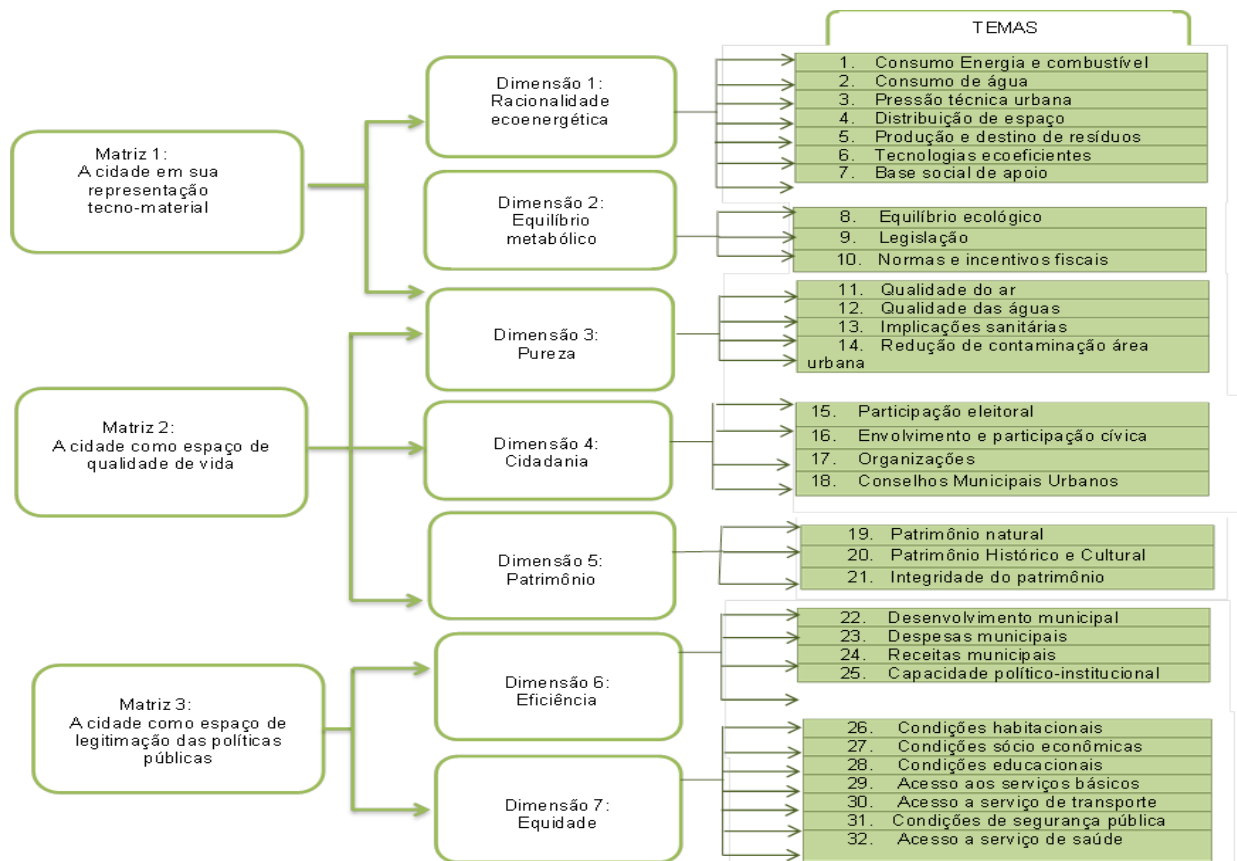 TEMAS
Matriz 1:
A cidade em sua
representação
tecno-material
Dimensão 1:
Racionalidade
ecoenergética
1. Consumo Energia e combustível
2. Consumo de água
3. Pressão técnica urbana
4. Distribuição de espaço
5. Produção e destino de resíduos
6. Tecnologias ecoeficientes
7. Base social de apoio
Dimensão 2:
Equilíbrio
metabólico
8. Equilíbrio ecológico
9. Legislação
10. Normas e incentivos fiscais
Matriz 2:
A cidade como espaço de
qualidade de vida
Dimensão 3:
Pureza
11. Qualidade do ar
12. Qualidade das águas
13. Implicações sanitárias
14. Redução de contaminação área
urbana
Dimensão 4:
Cidadania
15. Participação eleitoral
16. Envolvimento e participação cívica
17. Organizações
18. Conselhos Municipais Urbanos
Dimensão 5:
Patrimônio
19. Patrimônio natural
20. Patrimônio Histórico e Cultural
21. Integridade do patrimônio
Matriz 3:
A cidade como espaço de
legitimação das políticas
públicas
Dimensão 6:
Eficiência
22. Desenvolvimento municipal
23. Despesas municipais
24. Receitas municipais
25. Capacidade político-institucional
Dimensão 7:
Equidade
26. Condições habitacionais
27. Condições sócio econômicas
28. Condições educacionais
29. Acesso aos serviços básicos
30. Acesso a serviço de transporte
31. Condições de segurança pública
32. Acesso a serviço de saúde